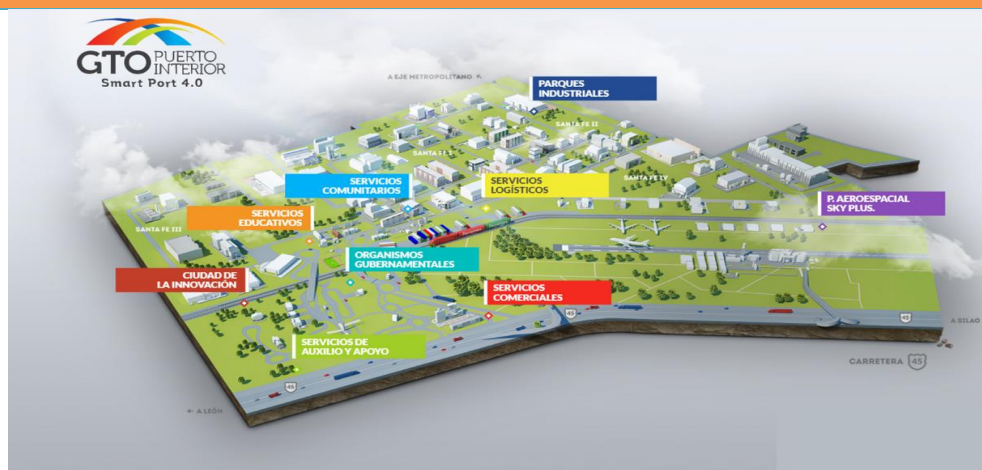 GTO PUERTO INTERIOR
Smart Port 4.0
A EJE METROPOLITANO
PARQUES
INDUSTRIALES
SANTA FE II
SANTA FE I
SANTA FE IV
SERVICIOS
COMUNITARIOS
SERVICIOS
LOGÍSTICOS
P. AEROESPACIAL
SKY PLUS.
SERVICIOS
EDUCATIVOS
SANTA FE III
ORGANISMOS
GUBERNAMENTALES
CIUDAD DE
LA INNOVACIÓN
SERVICIOS
COMERCIALES
45
45
A SILAO
SERVICIOS DE
AUXILIO Y APOYO
CARRETERA 45
45
A LEÓN